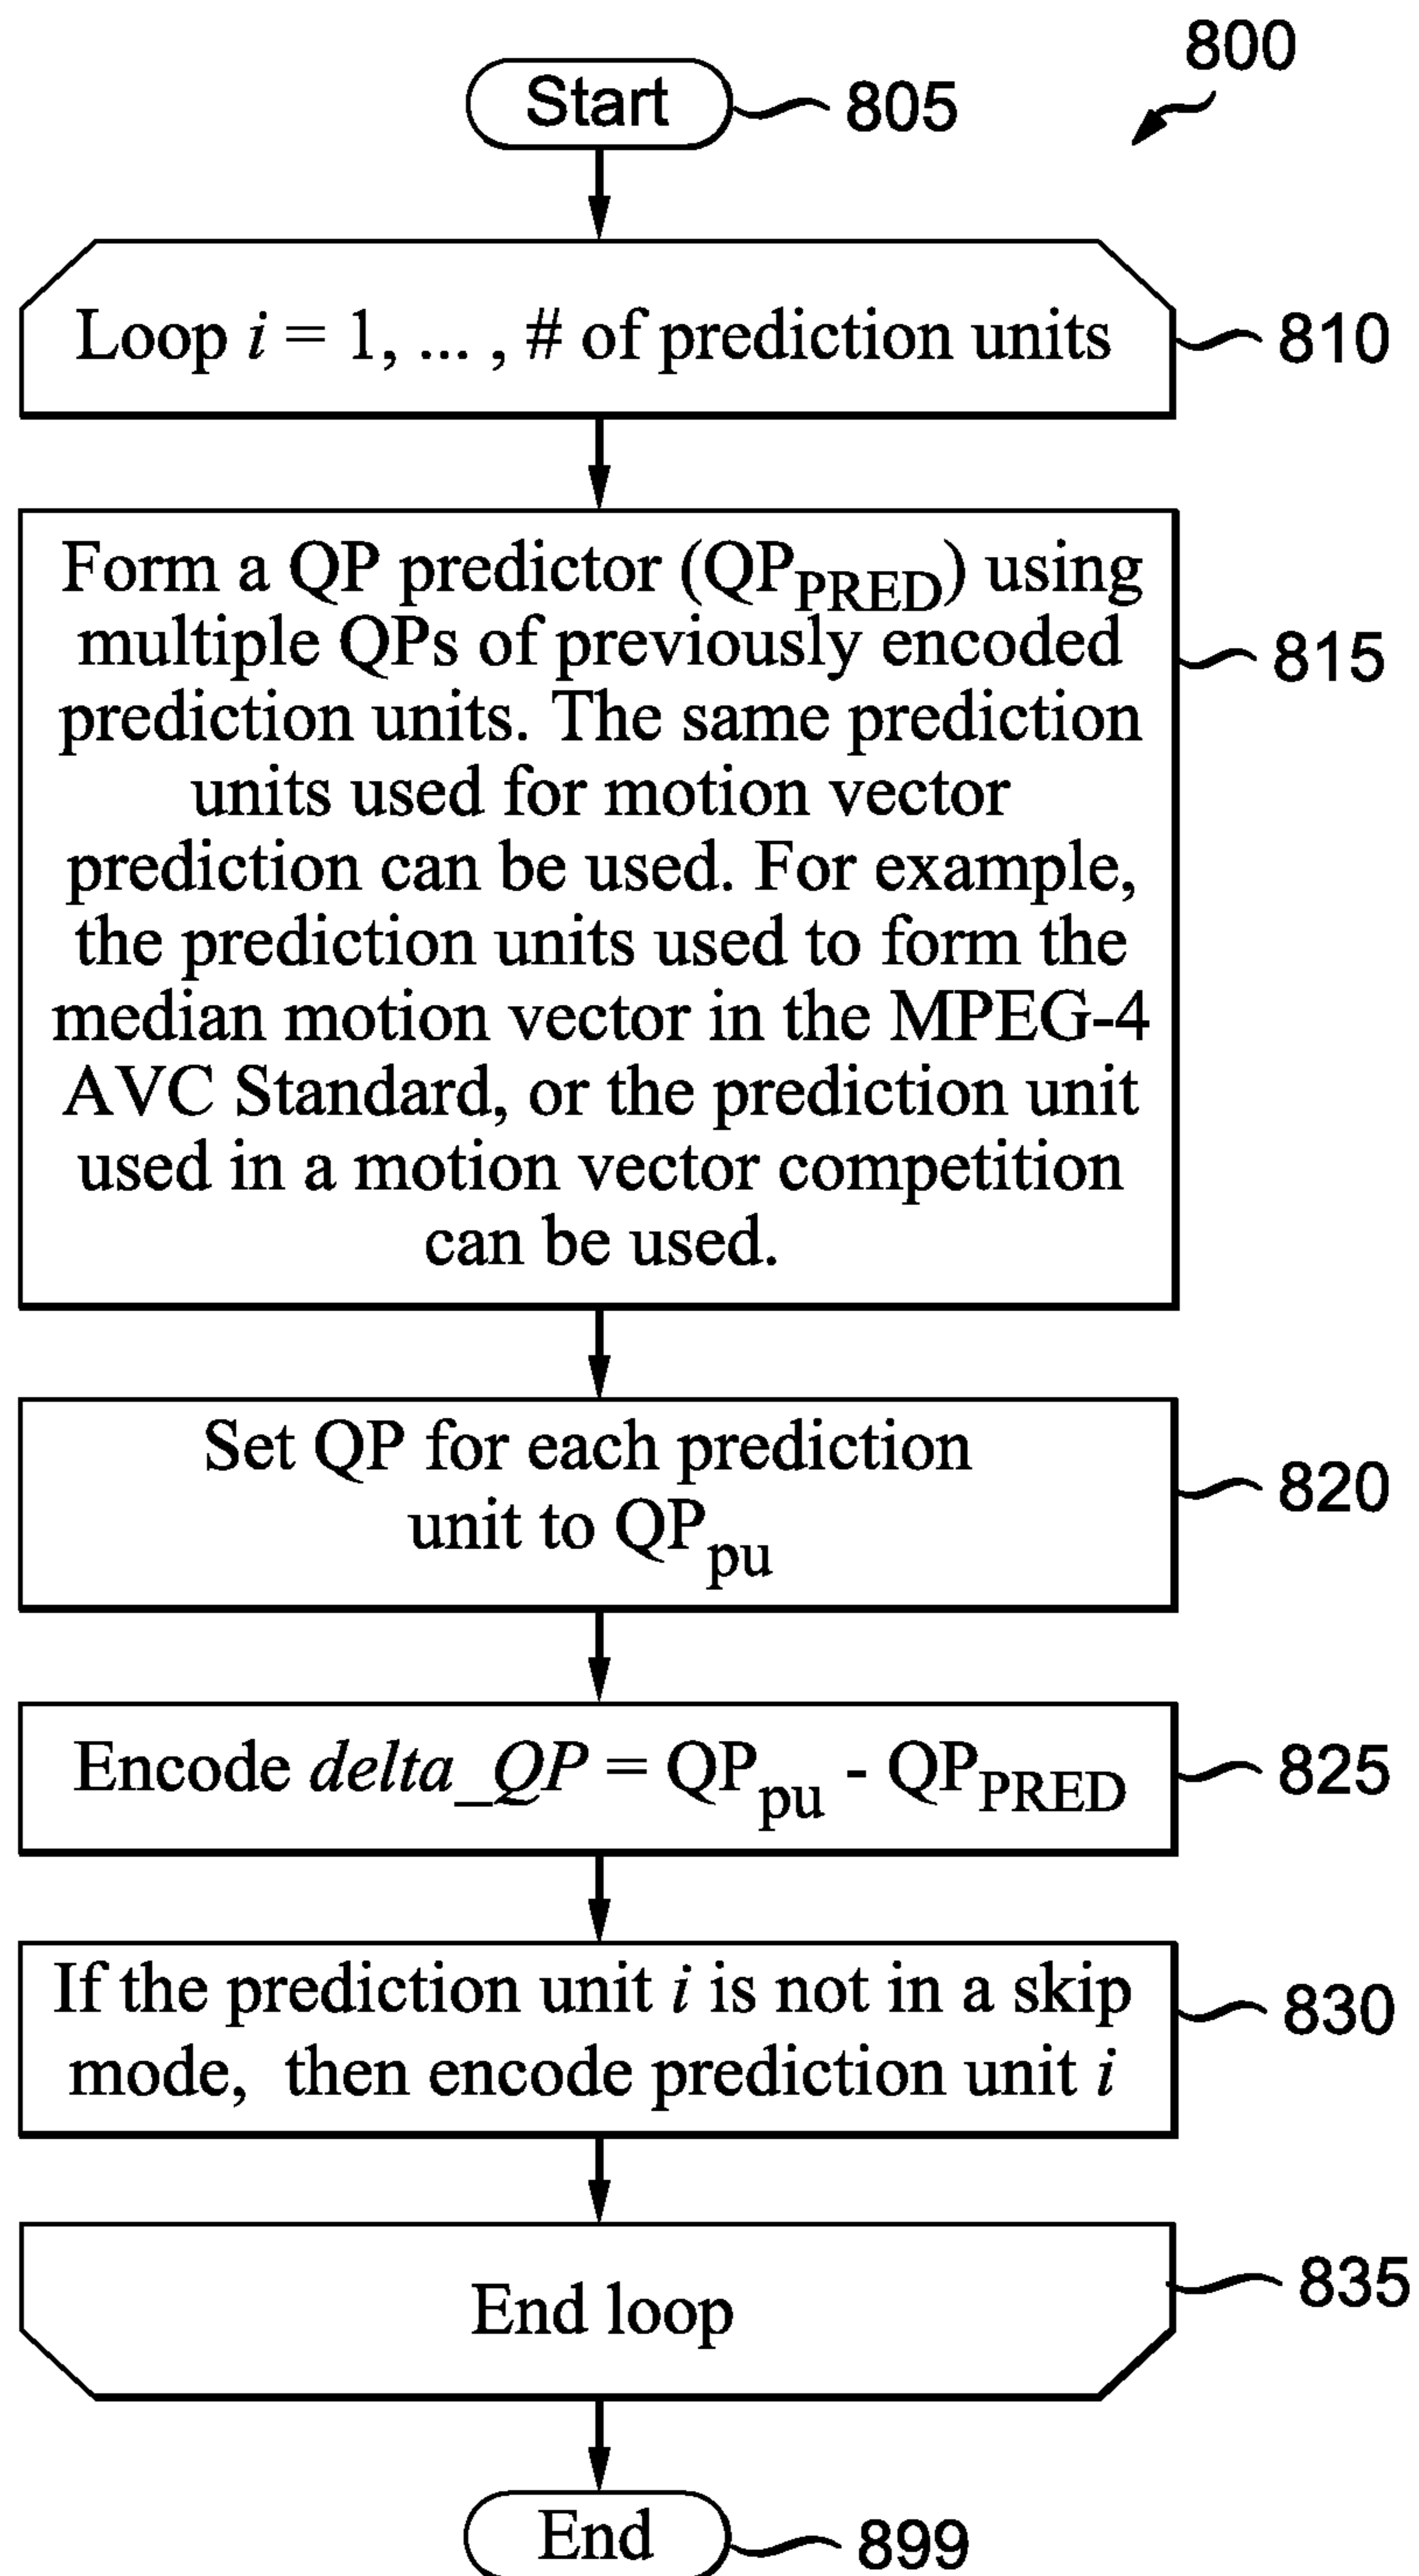 800
Start
805
Loop i = 1, ... , # of prediction units
810
Form a QP predictor (QPPRED) using
multiple QPs of previously encoded
prediction units. The same prediction
units used for motion vector
prediction can be used. For example,
the prediction units used to form the
median motion vector in the MPEG-4
AVC Standard, or the prediction unit
used in a motion vector competition
can be used.
815
Set QP for each prediction
unit to QPpu
820
Encode delta_QP = QPpu - QPPRED
825
If the prediction unit i is not in a skip
mode, then encode prediction unit i
830
End loop
835
End
899